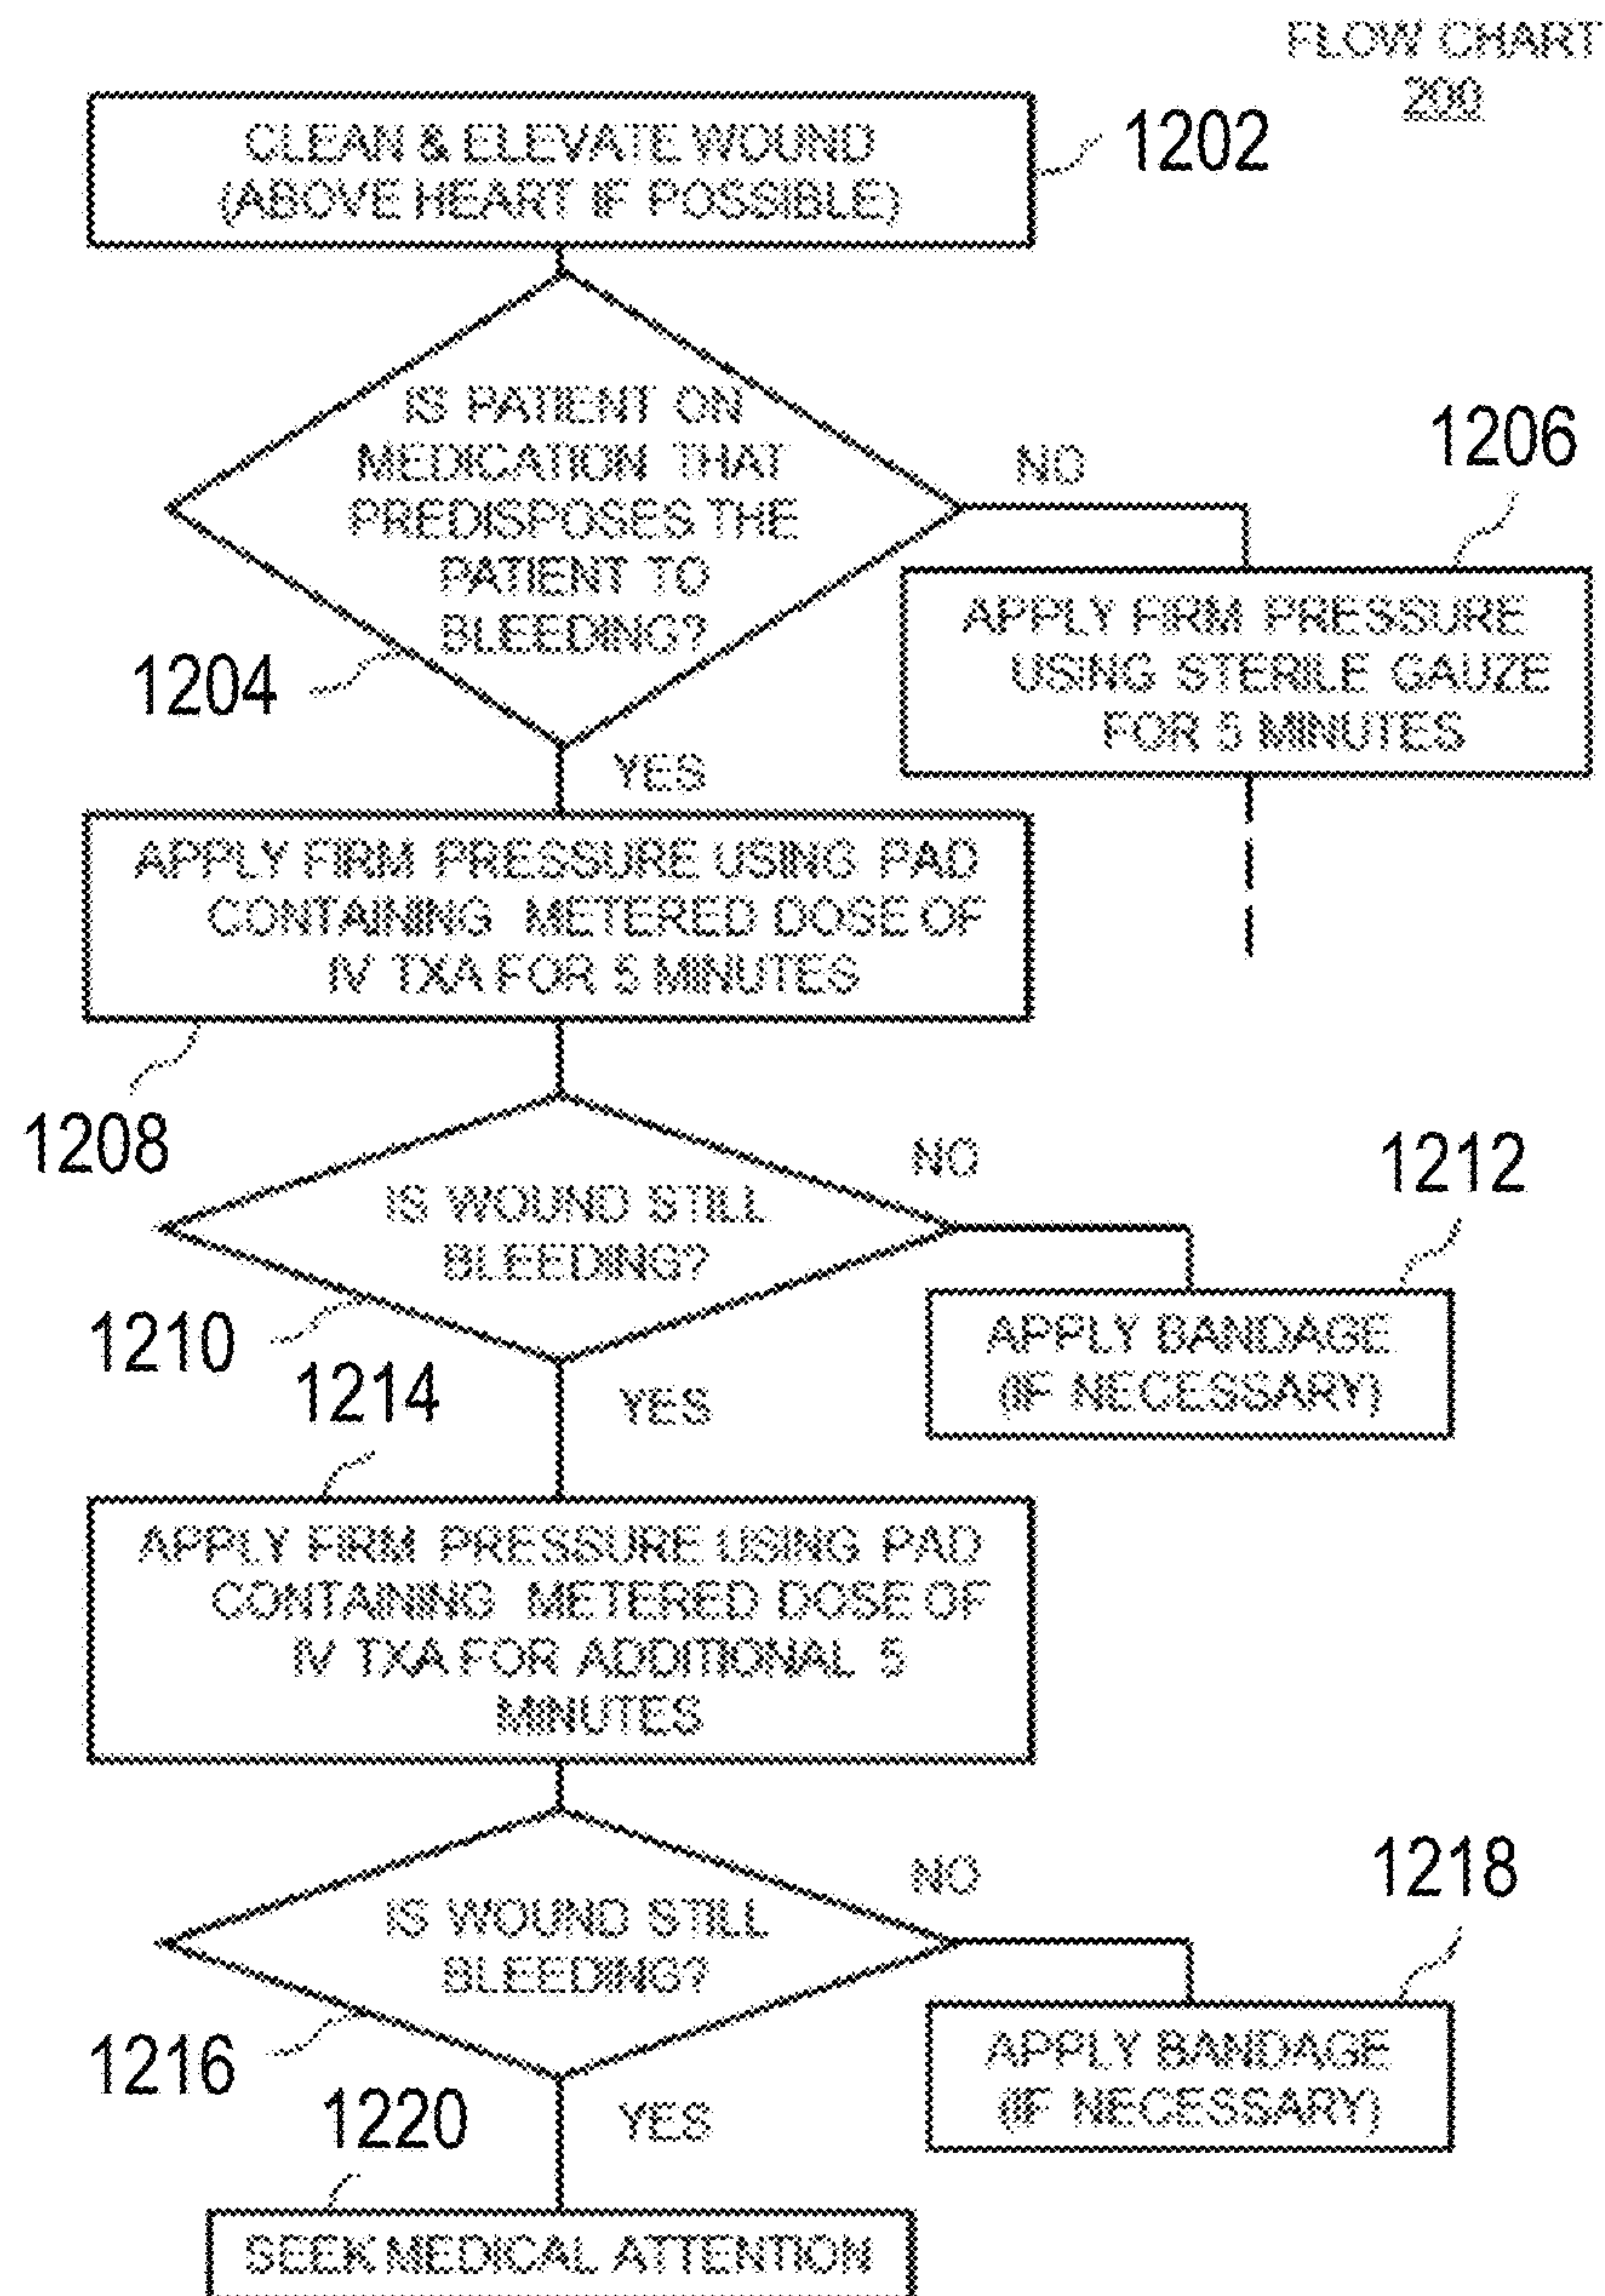 FLOW CHART
200
CLEAN & ELEVATE WOUND
(ABOVE HEART IF POSSIBLE)
1202
IS PATIENT ON
MEDICATION THAT
PREDISPOSES THE
PATIENT TO
BLEEDING?
1204
NO
1206
APPLY FIRM PRESSURE
USING STERILE GAUZE
FOR 5 MINUTES
YES
APPLY FIRM PRESSURE USING PAD
CONTAINING METERED DOSE OF
IV TXA FOR 5 MINUTES
1208
IS WOUND STILL
BLEEDING?
1210
NO
1212
APPLY BANDAGE
(IF NECESSARY)
YES
1214
APPLY FIRM PRESSURE USING PAD
CONTAINING METERED DOSE OF
IV TXA FOR ADDITIONAL 5
MINUTES
IS WOUND STILL
BLEEDING?
1216
NO
1218
APPLY BANDAGE
(IF NECESSARY)
YES
1220
SEEK MEDICAL ATTENTION